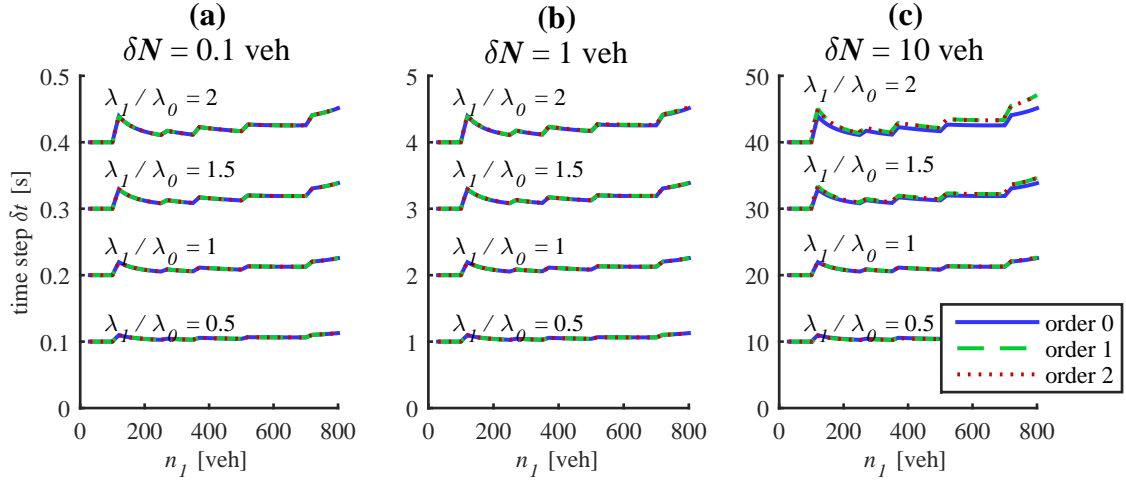 (a)
δN = 0.1 veh
time step δt [s]
0.5
0.4
0.3
0.2
0.1
0
λ1 / λ0 = 2
λ1 / λ0 = 1.5
λ1 / λ0 = 1
λ1 / λ0 = 0.5
0 200 400 600 800
n1 [veh]
(b)
δN = 1 veh
5
4
3
2
1
0
λ1 / λ0 = 2
λ1 / λ0 = 1.5
λ1 / λ0 = 1
λ1 / λ0 = 0.5
0 200 400 600 800
n1 [veh]
(c)
δN = 10 veh
50
40
30
20
10
0
λ1 / λ0 = 2
λ1 / λ0 = 1.5
λ1 / λ0 = 1
λ1 / λ0 = 0.5
0 200 400 600 800
n1 [veh]
order 0
order 1
order 2